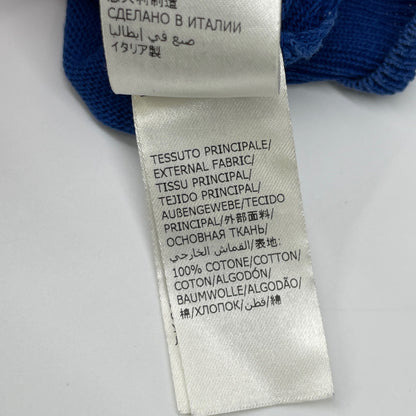 СДЕЛАНО В ИТАЛИИ
صنع في إيطاليا
イタリア製
TESSUTO PRINCIPALE/
EXTERNAL FABRIC/
TISSU PRINCIPAL/
TEJIDO PRINCIPAL/
AUßENGEWEBE/TECIDO
PRINCIPAL/外部面料/
ОСНОВНАЯ ТКАНЬ/
القماش الخارجي/表地:
100% COTONE/COTTON/
COTON/ALGODÓN/
BAUMWOLLE/ALGODÃO/
棉/ХЛОПОК/قطن/綿